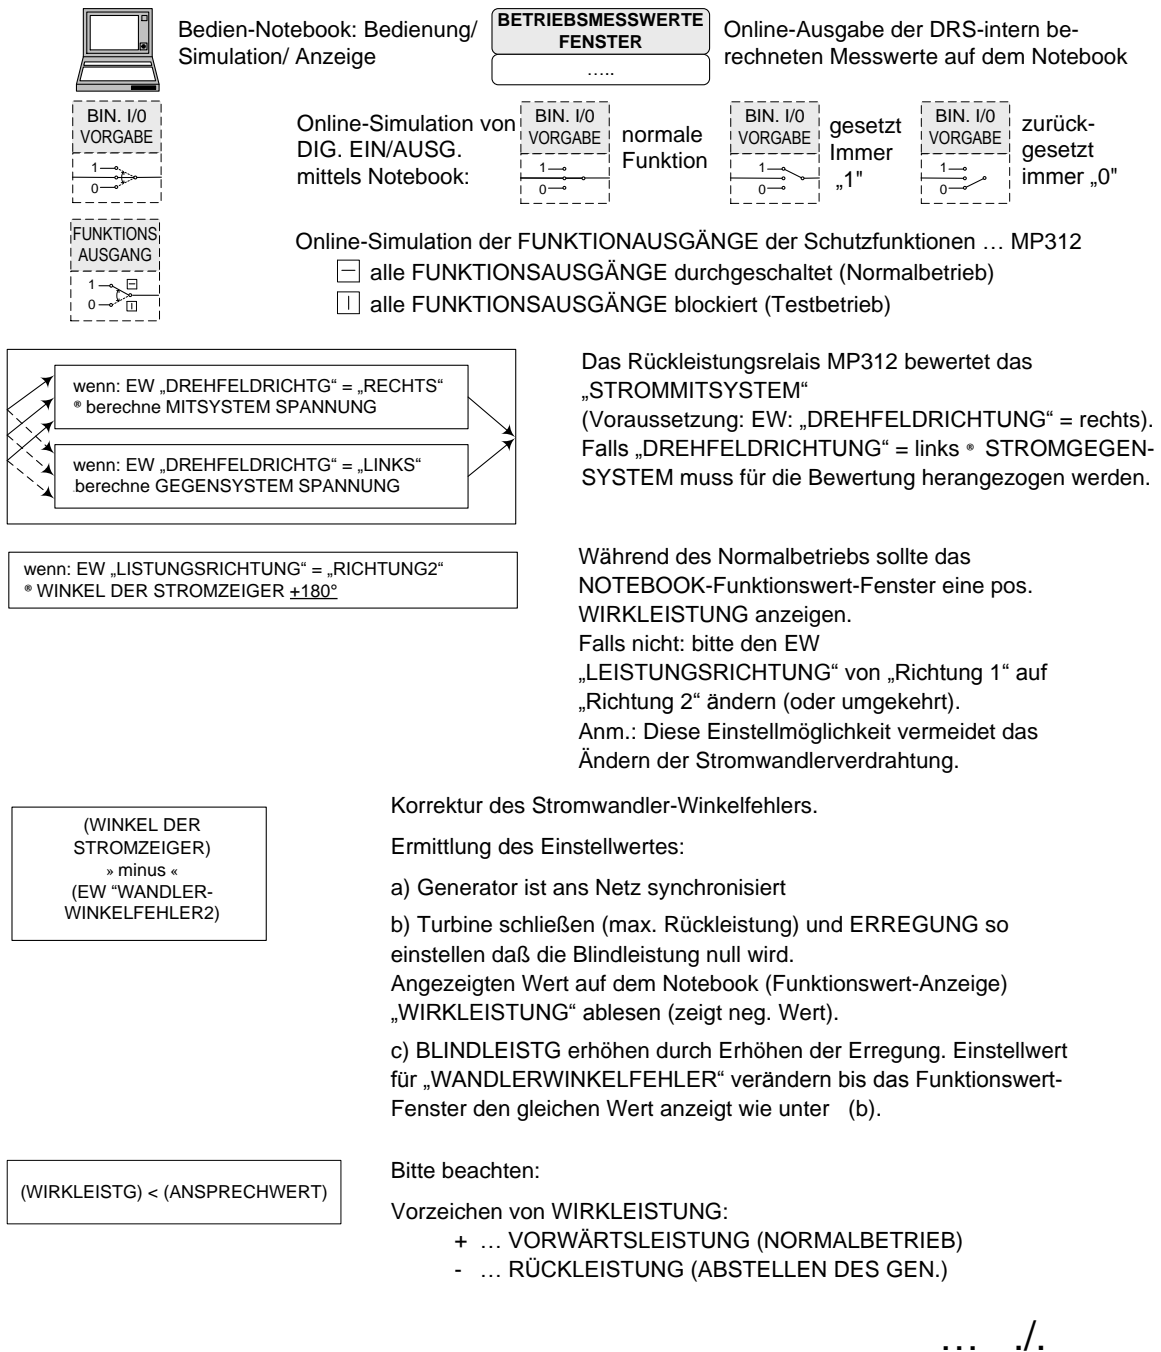 Bedien-Notebook: Bedienung/
Simulation/ Anzeige
BETRIEBSMESSWERTE
FENSTER
…..
Online-Ausgabe der DRS-intern be-
rechneten Messwerte auf dem Notebook
BIN. I/0
VORGABE
1
0
Online-Simulation von
DIG. EIN/AUSG.
mittels Notebook:
BIN. I/0
VORGABE
1
0
normale
Funktion
BIN. I/0
VORGABE
1
0
gesetzt
Immer
„1"
BIN. I/0
VORGABE
1
0
zurück-
gesetzt
immer „0"
FUNKTIONS
AUSGANG
1
0
Online-Simulation der FUNKTIONAUSGÄNGE der Schutzfunktionen … MP312
alle FUNKTIONSAUSGÄNGE durchgeschaltet (Normalbetrieb)
alle FUNKTIONSAUSGÄNGE blockiert (Testbetrieb)
wenn: EW „DREHFELDRICHTG“ = „RECHTS“
® berechne MITSYSTEM SPANNUNG
wenn: EW „DREHFELDRICHTG“ = „LINKS“
berechne GEGENSYSTEM SPANNUNG
Das Rückleistungsrelais MP312 bewertet das
„STROMMITSYSTEM“
(Voraussetzung: EW: „DREHFELDRICHTUNG“ = rechts).
Falls „DREHFELDRICHTUNG“ = links ® STROMGEGEN-
SYSTEM muss für die Bewertung herangezogen werden.
wenn: EW „LISTUNGSRICHTUNG“ = „RICHTUNG2“
® WINKEL DER STROMZEIGER +180°
Während des Normalbetriebs sollte das
NOTEBOOK-Funktionswert-Fenster eine pos.
WIRKLEISTUNG anzeigen.
Falls nicht: bitte den EW
„LEISTUNGSRICHTUNG“ von „Richtung 1“ auf
„Richtung 2“ ändern (oder umgekehrt).
Anm.: Diese Einstellmöglichkeit vermeidet das
Ändern der Stromwandlerverdrahtung.
(WINKEL DER
STROMZEIGER)
» minus «
(EW “WANDLER-
WINKELFEHLER2)
Korrektur des Stromwandler-Winkelfehlers.
Ermittlung des Einstellwertes:
a) Generator ist ans Netz synchronisiert
b) Turbine schließen (max. Rückleistung) und ERREGUNG so
einstellen daß die Blindleistung null wird.
Angezeigten Wert auf dem Notebook (Funktionswert-Anzeige)
„WIRKLEISTUNG“ ablesen (zeigt neg. Wert).
c) BLINDLEISTG erhöhen durch Erhöhen der Erregung. Einstellwert
für „WANDLERWINKELFEHLER“ verändern bis das Funktionswert-
Fenster den gleichen Wert anzeigt wie unter (b).
(WIRKLEISTG) < (ANSPRECHWERT)
Bitte beachten:
Vorzeichen von WIRKLEISTUNG:
+ … VORWÄRTSLEISTUNG (NORMALBETRIEB)
- … RÜCKLEISTUNG (ABSTELLEN DES GEN.)
… ./.